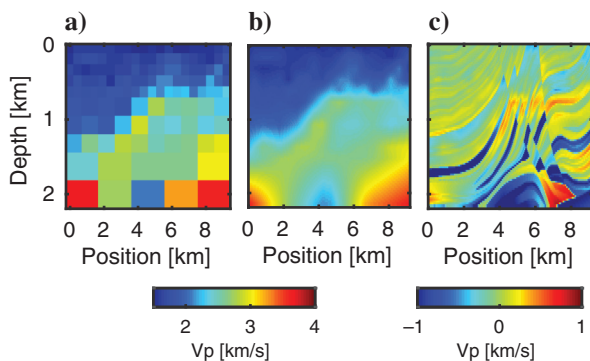 a) b) c)
0
1
2
Depth [km]
0 2 4 6 8 0 2 4 6 8 0 2 4 6 8
Position [km] Position [km] Position [km]
2 3 4 −1 0 1
Vp [km/s] Vp [km/s]